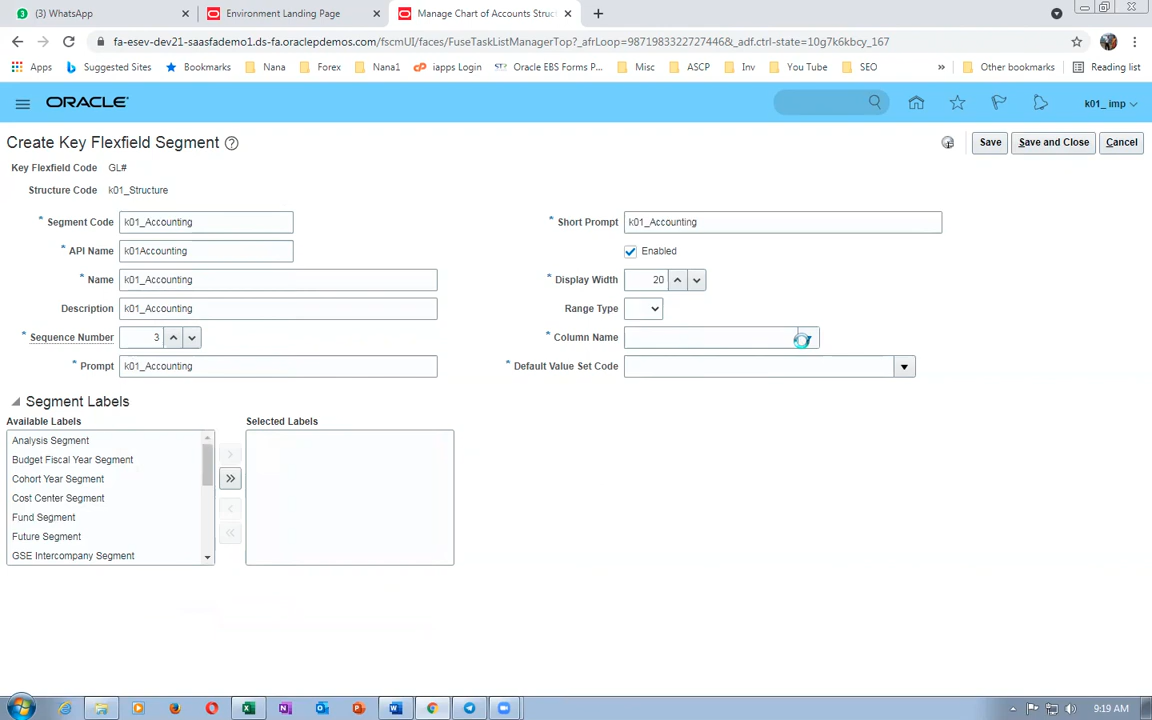 (3) WhatsApp
Environment Landing Page
Manage Chart of Accounts Struct
fa-esev-dev21-saasfademo1.ds-fa.oraclepdemos.com/fscmUI/faces/FuseTaskListManagerTop?_afrLoop=9871983322727446&_adf.ctrl-state=10g7k6kbcy_167
Apps Suggested Sites Bookmarks Nana Forex Nana1 iapps Login Oracle EBS Forms P... Misc ASCP Inv You Tube SEO » Other bookmarks Reading list
ORACLE
k01_ imp
Create Key Flexfield Segment
Save Save and Close Cancel
Key Flexfield Code GL#
Structure Code k01_Structure
* Segment Code k01_Accounting
* Short Prompt k01_Accounting
* API Name k01Accounting
Enabled
* Name k01_Accounting
* Display Width 20
Description k01_Accounting
Range Type
* Sequence Number 3
* Column Name
* Prompt k01_Accounting
* Default Value Set Code
Segment Labels
Available Labels
Selected Labels
Analysis Segment
Budget Fiscal Year Segment
Cohort Year Segment
Cost Center Segment
Fund Segment
Future Segment
GSE Intercompany Segment
9:19 AM